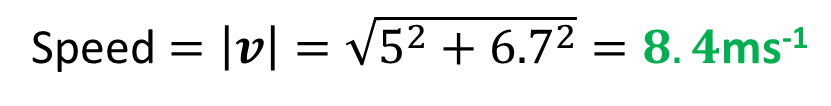 Speed = |v| = √5² + 6.7² = 8.4ms⁻¹